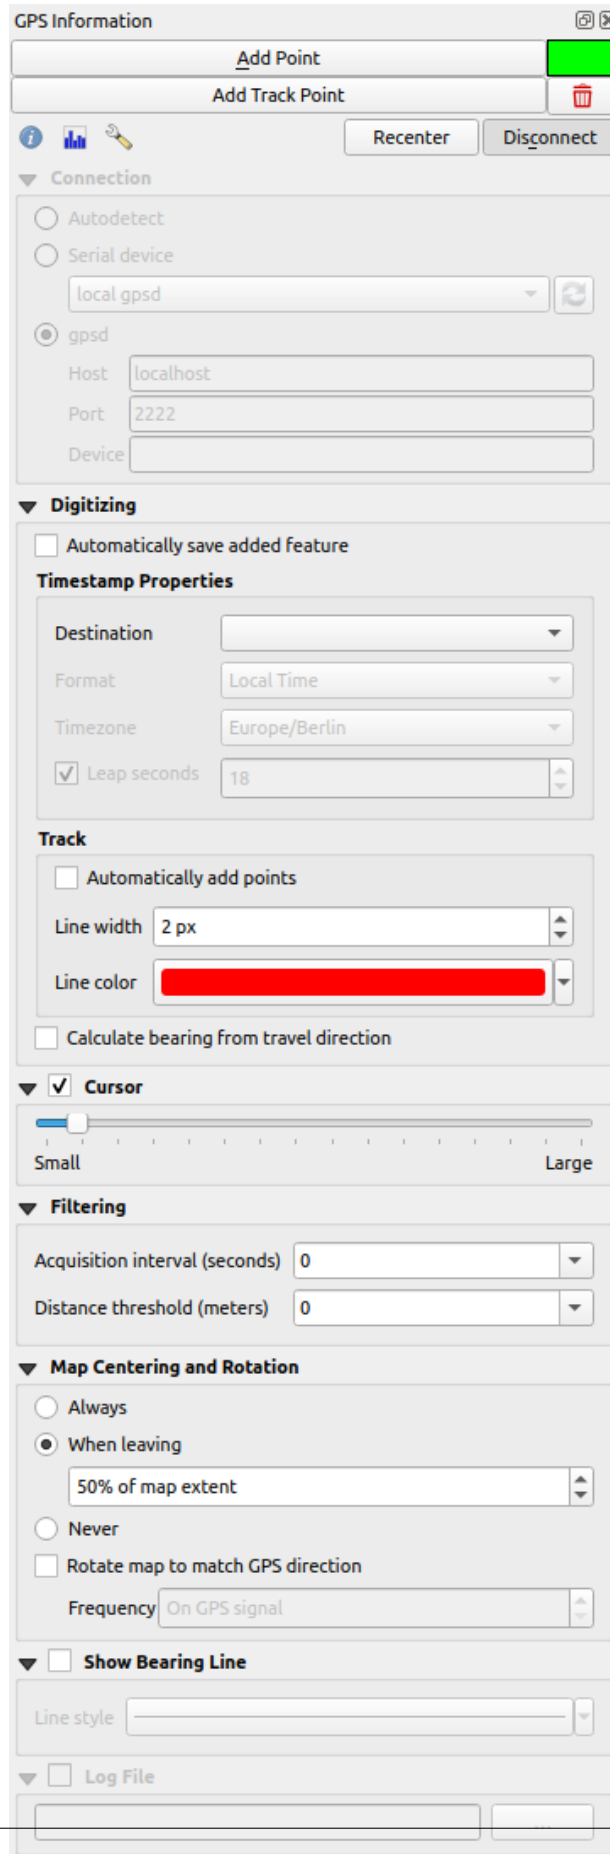 GPS Information
Add Point
Add Track Point
Recenter Disconnect
Connection
Autodetect
Serial device
local gpsd
gpsd
Host localhost
Port 2222
Device
Digitizing
Automatically save added feature
Timestamp Properties
Destination
Format Local Time
Timezone Europe/Berlin
Leap seconds 18
Track
Automatically add points
Line width 2 px
Line color
Calculate bearing from travel direction
Cursor
Small Large
Filtering
Acquisition interval (seconds) 0
Distance threshold (meters) 0
Map Centering and Rotation
Always
When leaving
50% of map extent
Never
Rotate map to match GPS direction
Frequency On GPS signal
Show Bearing Line
Line style
Log File
...